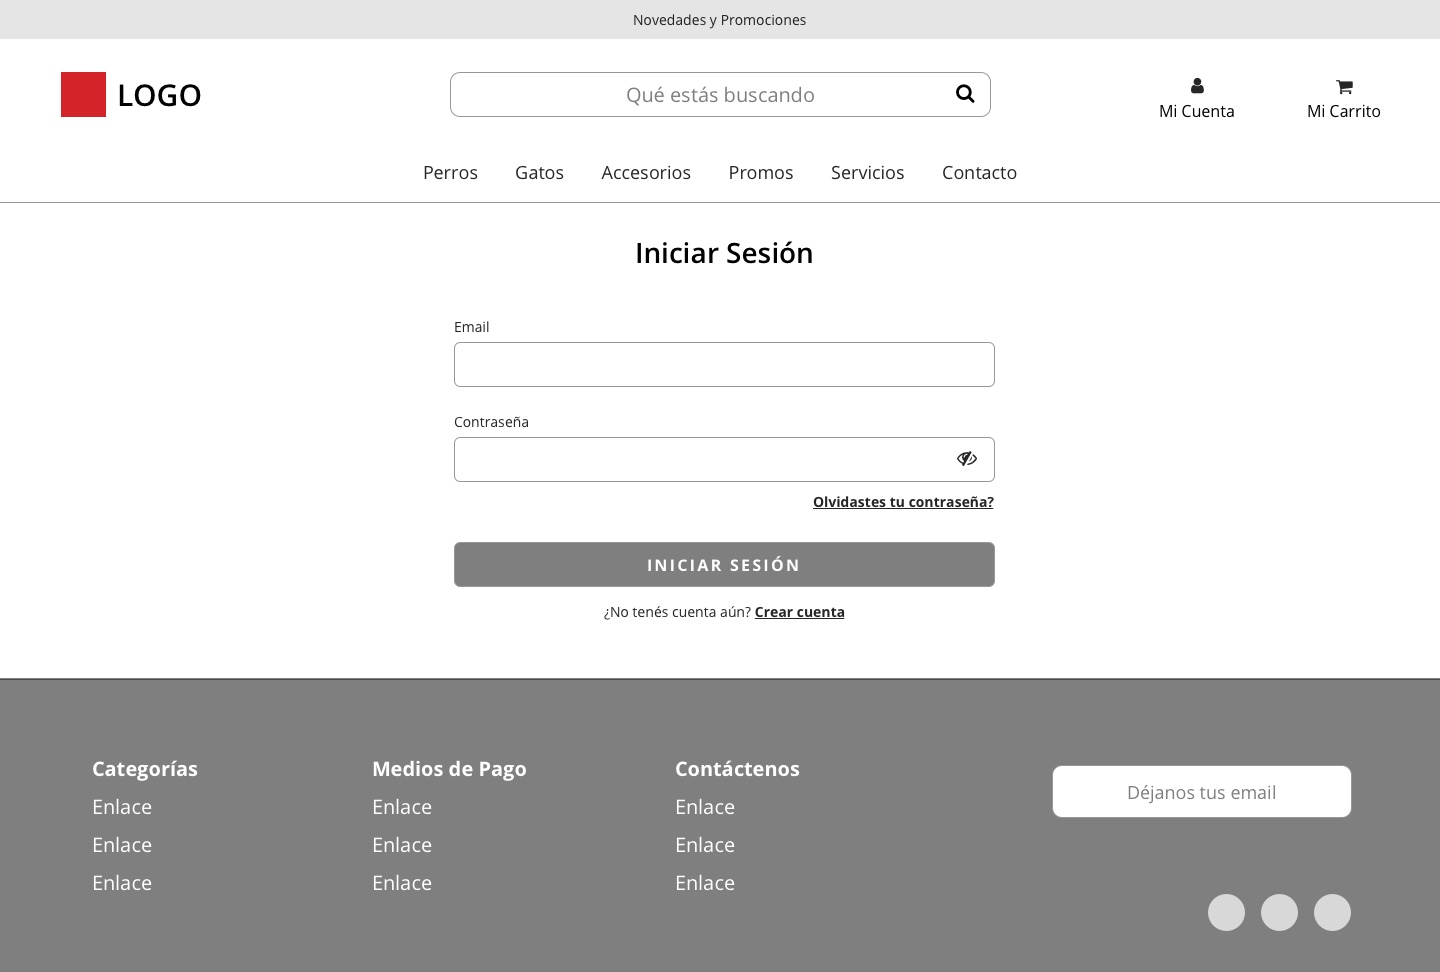 Novedades y Promociones
LOGO
Qué estás buscando
Mi Cuenta
Mi Carrito
Perros Gatos Accesorios Promos Servicios Contacto
Iniciar Sesión
Email
Contraseña
Olvidastes tu contraseña?
INICIAR SESIÓN
¿No tenés cuenta aún? Crear cuenta
Categorías
Enlace
Enlace
Enlace
Medios de Pago
Enlace
Enlace
Enlace
Contáctenos
Enlace
Enlace
Enlace
Déjanos tus email